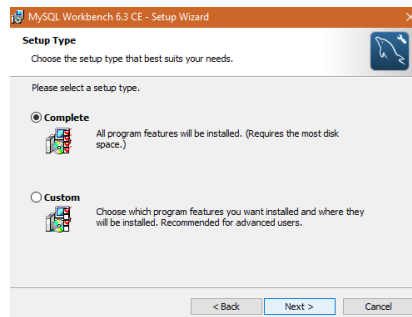 MySQL Workbench 6.3 CE - Setup Wizard
Setup Type
Choose the setup type that best suits your needs.
Please select a setup type.
Complete
All program features will be installed. (Requires the most disk
space.)
Custom
Choose which program features you want installed and where they
will be installed. Recommended for advanced users.
< Back Next > Cancel